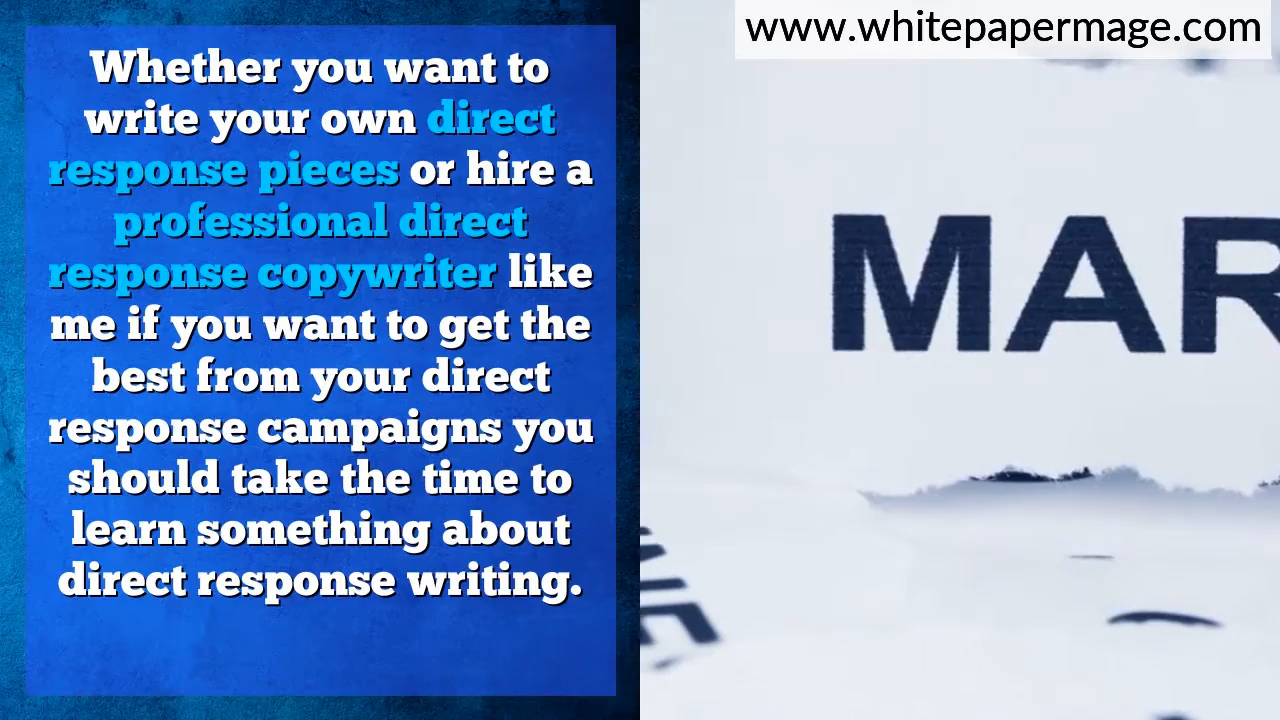 Whether you want to
write your own direct
response pieces or hire a
professional direct
response copywriter like
me if you want to get the
best from your direct
response campaigns you
should take the time to
learn something about
direct response writing.
www.whitepapermage.com
MAR